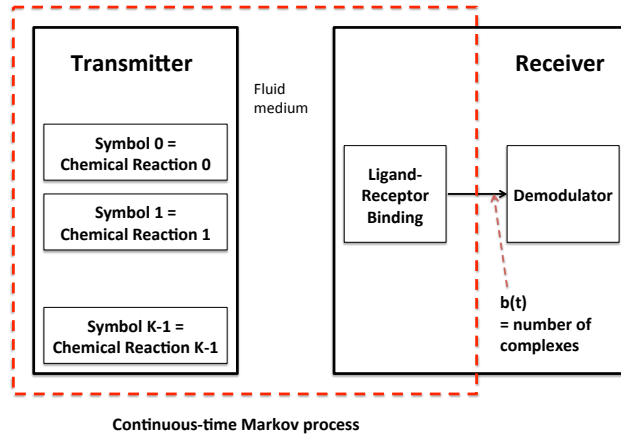 Transmitter
Symbol 0 =
Chemical Reaction 0
Symbol 1 =
Chemical Reaction 1
Symbol K-1 =
Chemical Reaction K-1
Fluid
medium
Receiver
Ligand-
Receptor
Binding
Demodulator
b(t)
= number of
complexes
Continuous-time Markov process